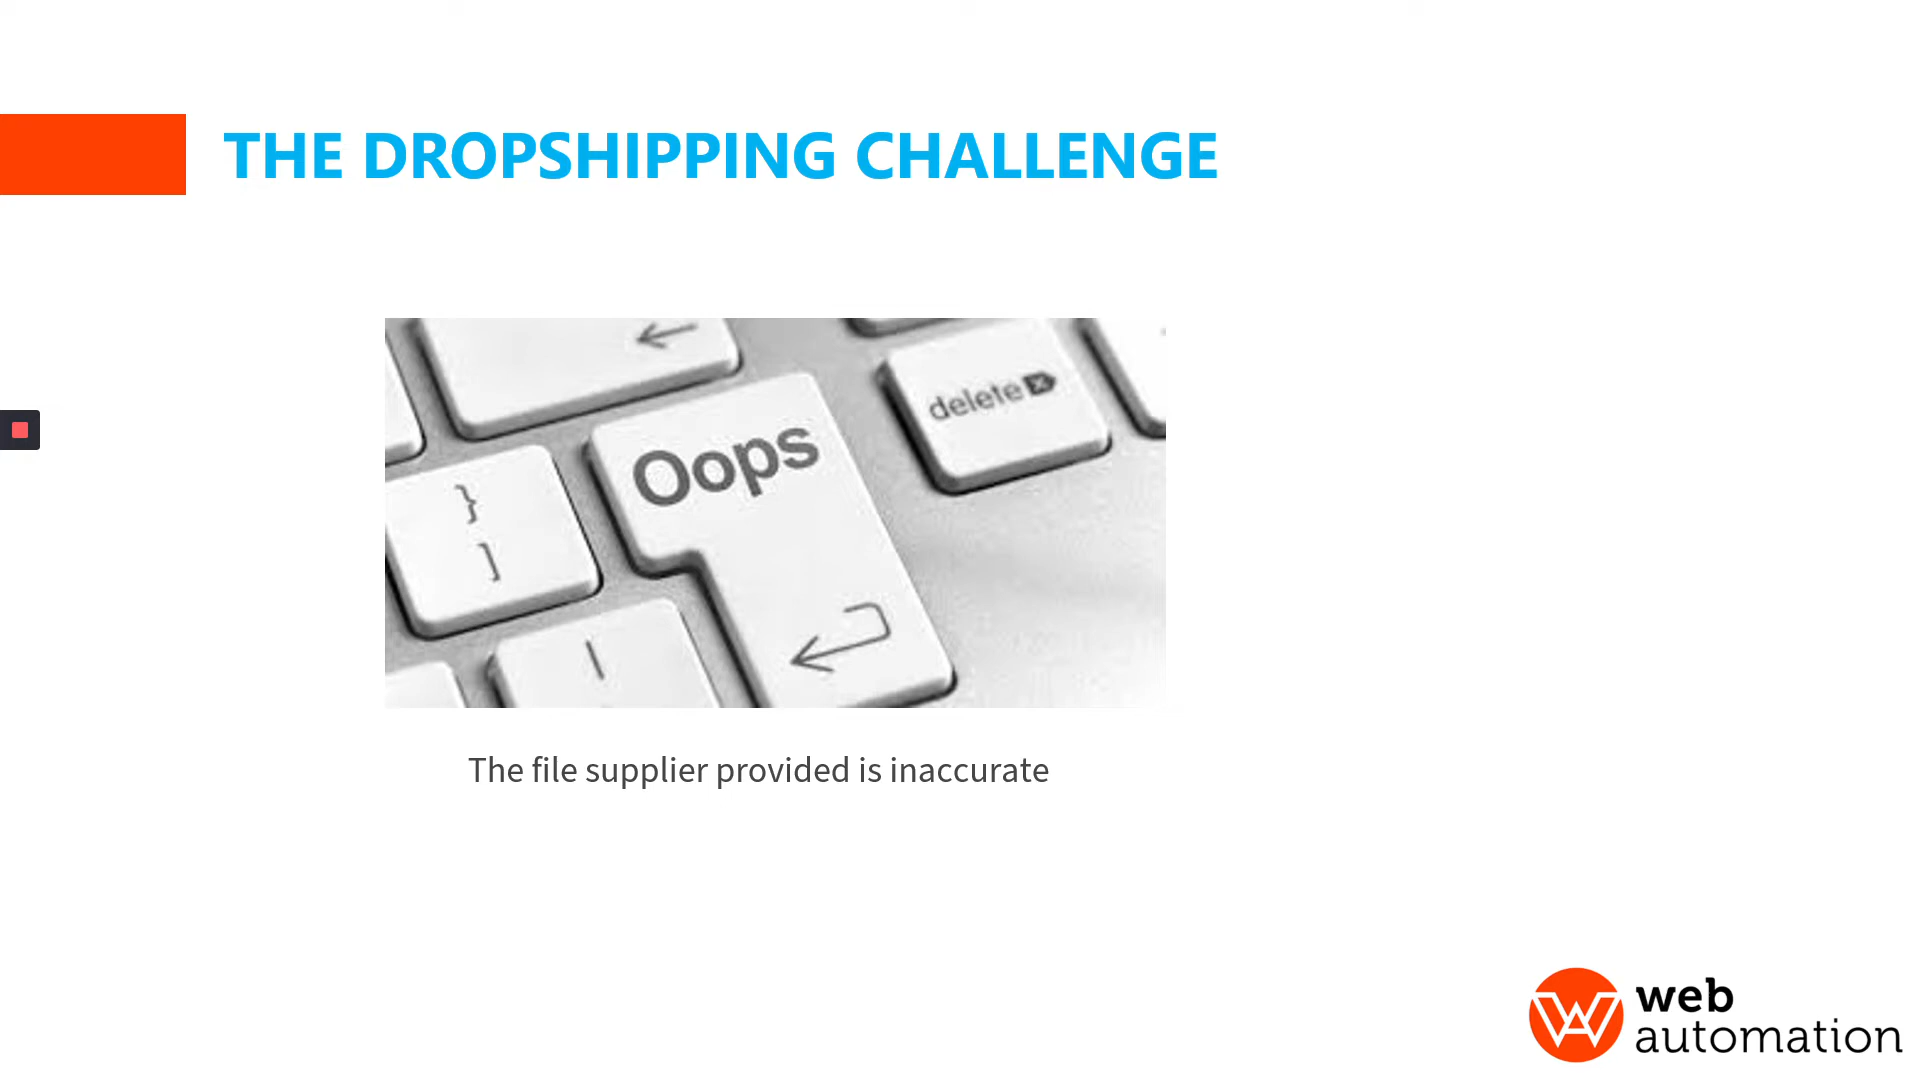 THE DROPSHIPPING CHALLENGE
delete
Oops
}
]
The file supplier provided is inaccurate
web
automation